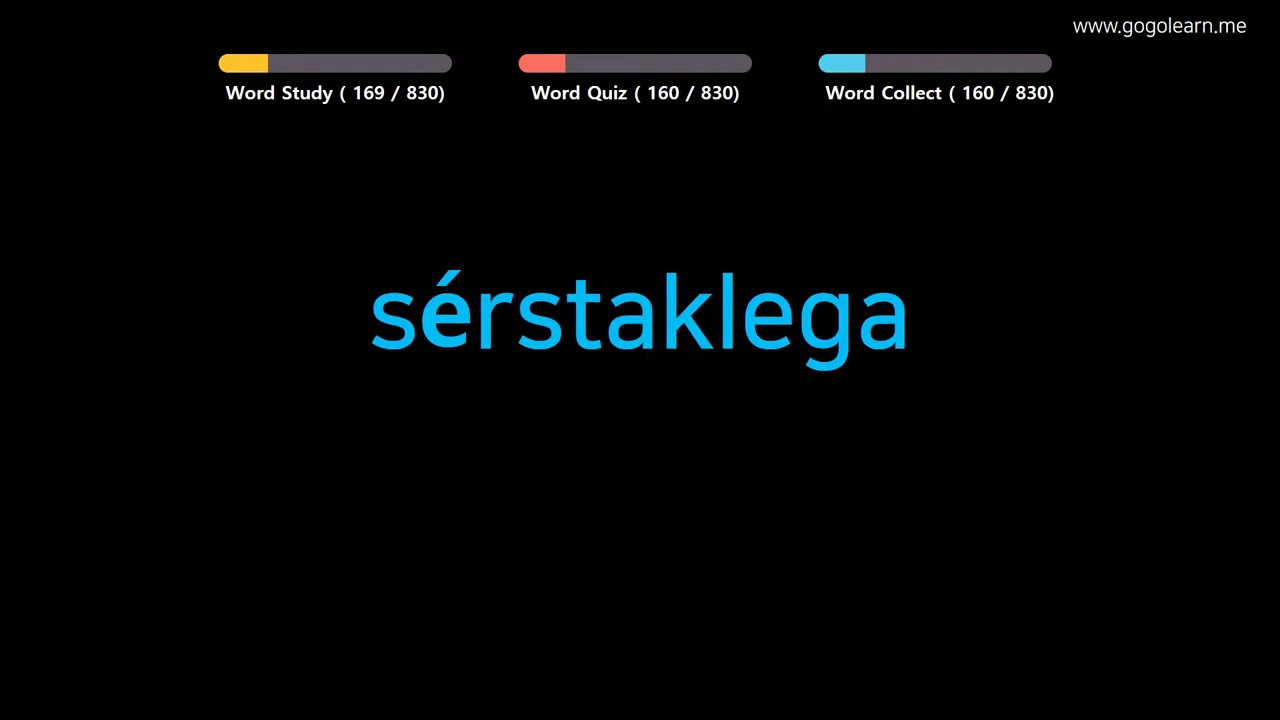 www.gogolearn.me
Word Study ( 169 / 830)
Word Quiz ( 160 / 830)
Word Collect ( 160 / 830)
sérstaklega